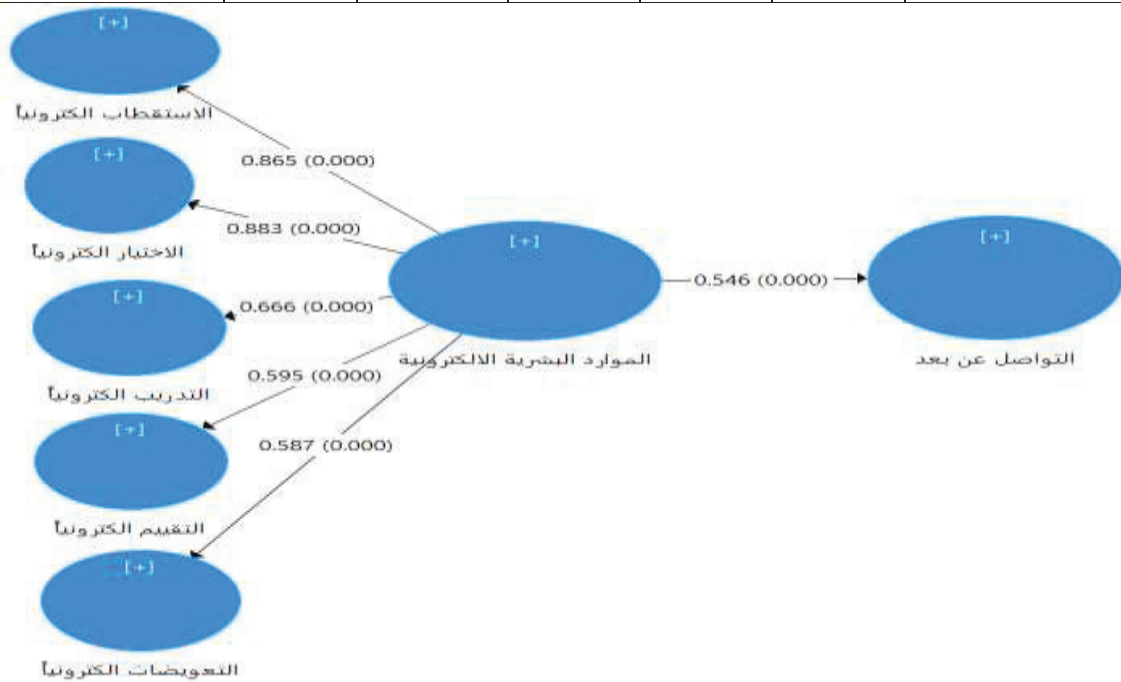 [+]
الاستقطاب الكترونياً
0.865 (0.000)
[+]
الاختيار الكترونياً
0.883 (0.000)
[+]
التدريب الكترونياً
0.666 (0.000)
[+]
الموارد البشرية الالكترونية
0.546 (0.000)
[+]
التواصل عن بعد
0.595 (0.000)
[+]
التقييم الكترونياً
0.587 (0.000)
[+]
التعويضات الكترونياً